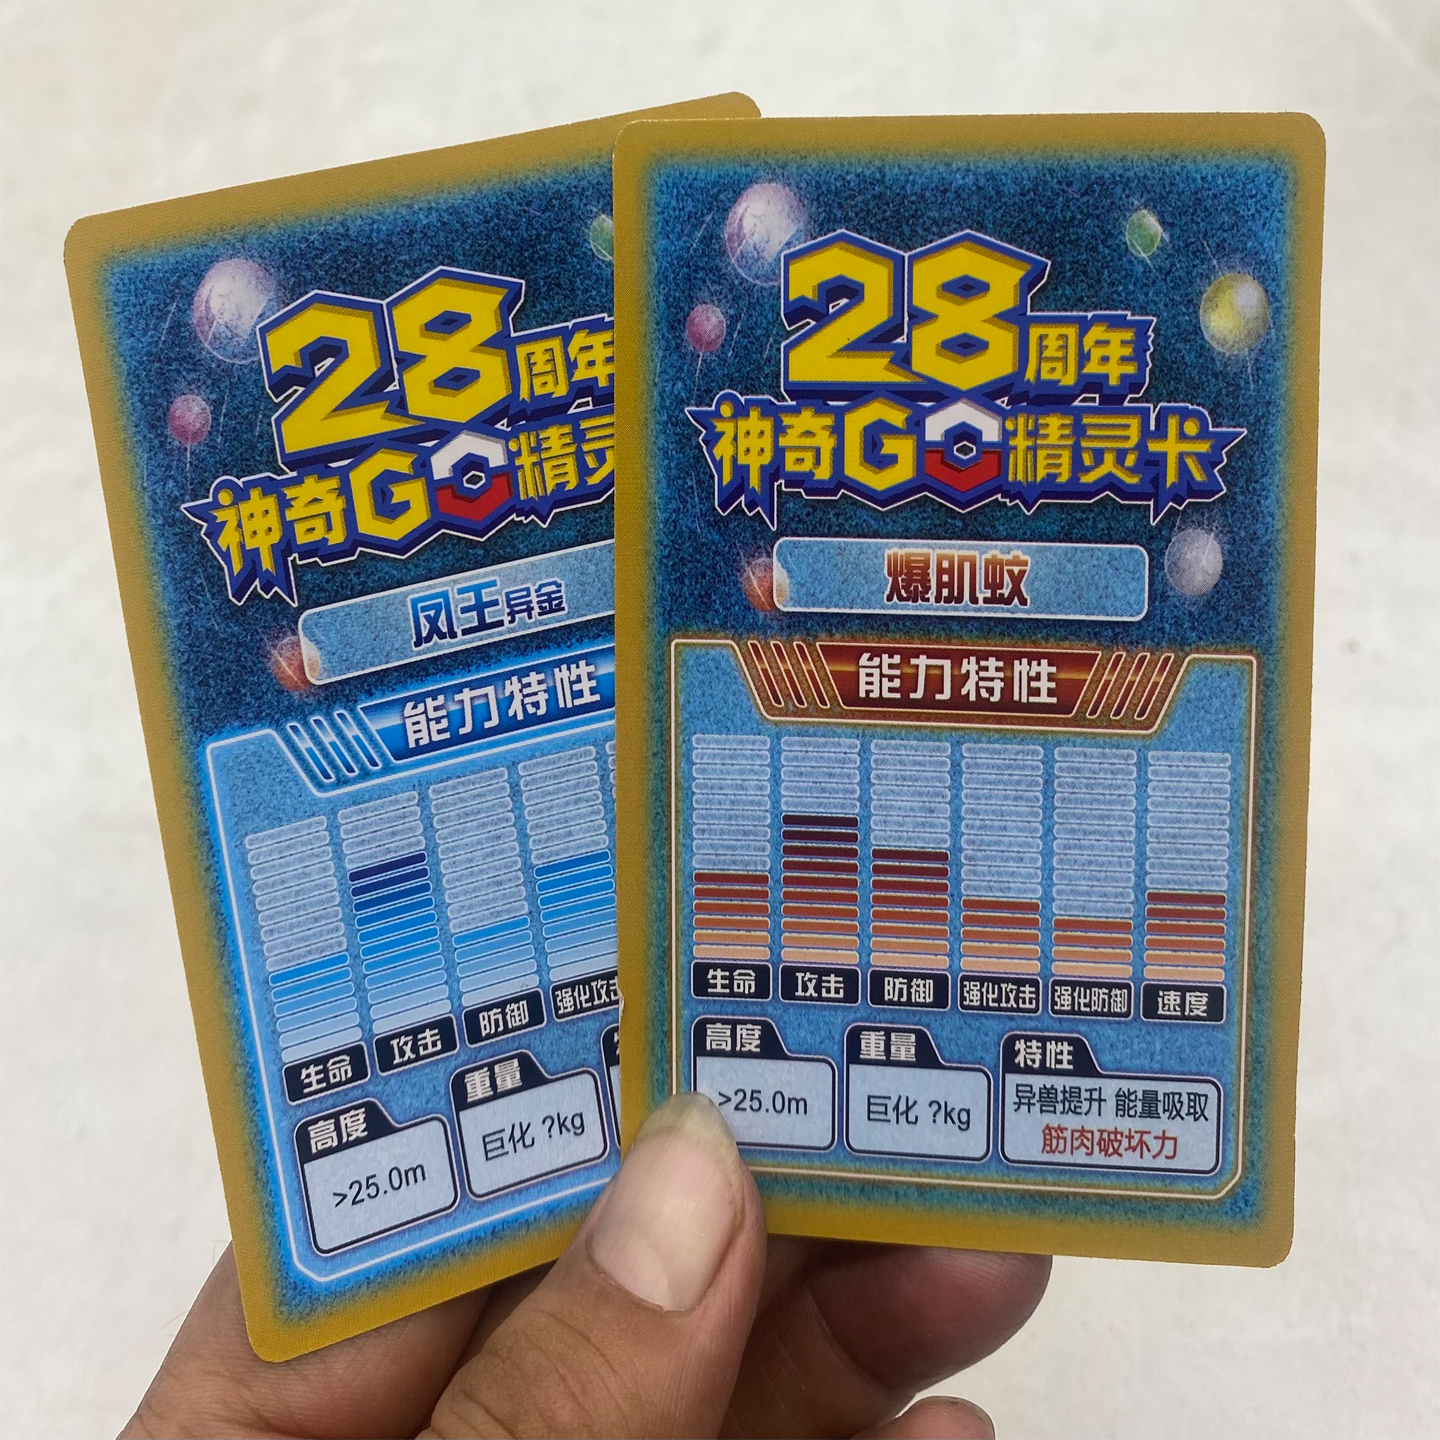 28周年
神奇GO精灵
凤王异金
能力特性
生命 攻击 防御 强化攻击
高度
>25.0m
重量
巨化 ?kg
28周年
神奇GO精灵卡
爆肌蚊
能力特性
生命 攻击 防御 强化攻击 强化防御 速度
高度
>25.0m
重量
巨化 ?kg
特性
异兽提升 能量吸取
筋肉破坏力